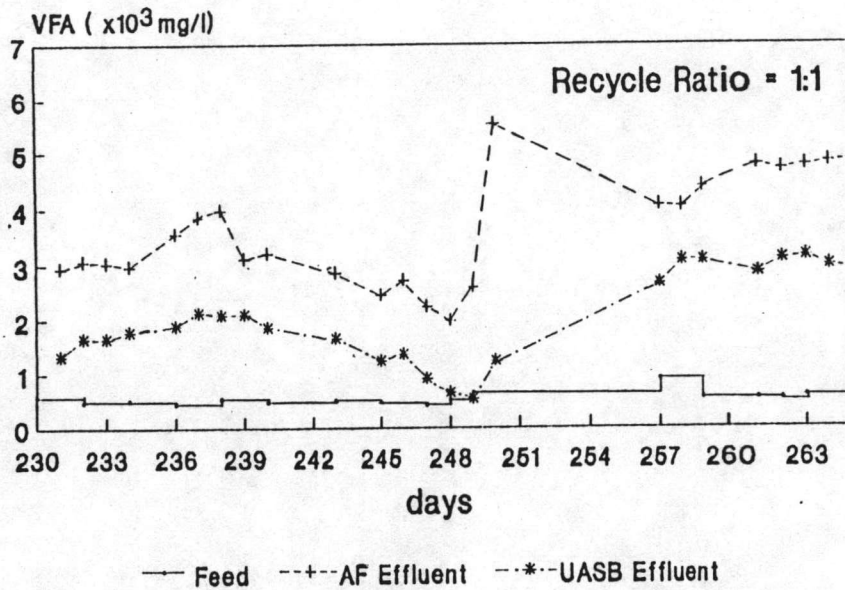 VFA ( x10³ mg/l)
7
6
5
4
3
2
1
0
Recycle Ratio = 1:1
230 233 236 239 242 245 248 251 254 257 260 263
days
Feed AF Effluent UASB Effluent